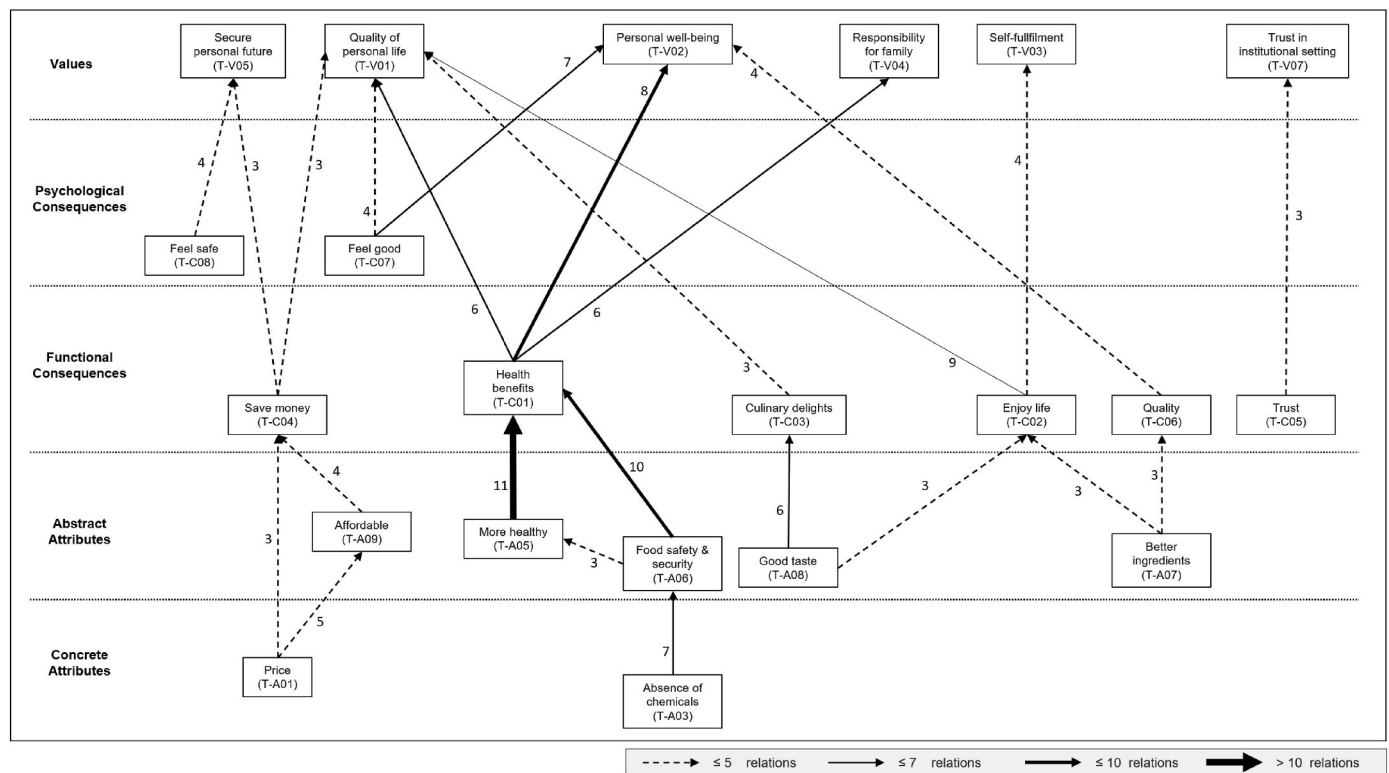 Values
Secure
personal future
(T-V05)
Quality of
personal life
(T-V01)
Personal well-being
(T-V02)
Responsibility
for family
(T-V04)
Self-fullfilment
(T-V03)
Trust in
institutional setting
(T-V07)
7
4
8
4
3
3
4
3
Psychological
Consequences
4
Feel safe
(T-C08)
Feel good
(T-C07)
6
6
Functional
Consequences
Health
benefits
(T-C01)
3
9
Save money
(T-C04)
Culinary delights
(T-C03)
Enjoy life
(T-C02)
Quality
(T-C06)
Trust
(T-C05)
4
10
11
3
3
3
Abstract
Attributes
3
Affordable
(T-A09)
More healthy
(T-A05)
6
Food safety &
security
(T-A06)
3
Good taste
(T-A08)
Better
ingredients
(T-A07)
5
Concrete
Attributes
Price
(T-A01)
7
Absence of
chemicals
(T-A03)
≤ 5 relations
≤ 7 relations
≤ 10 relations
> 10 relations